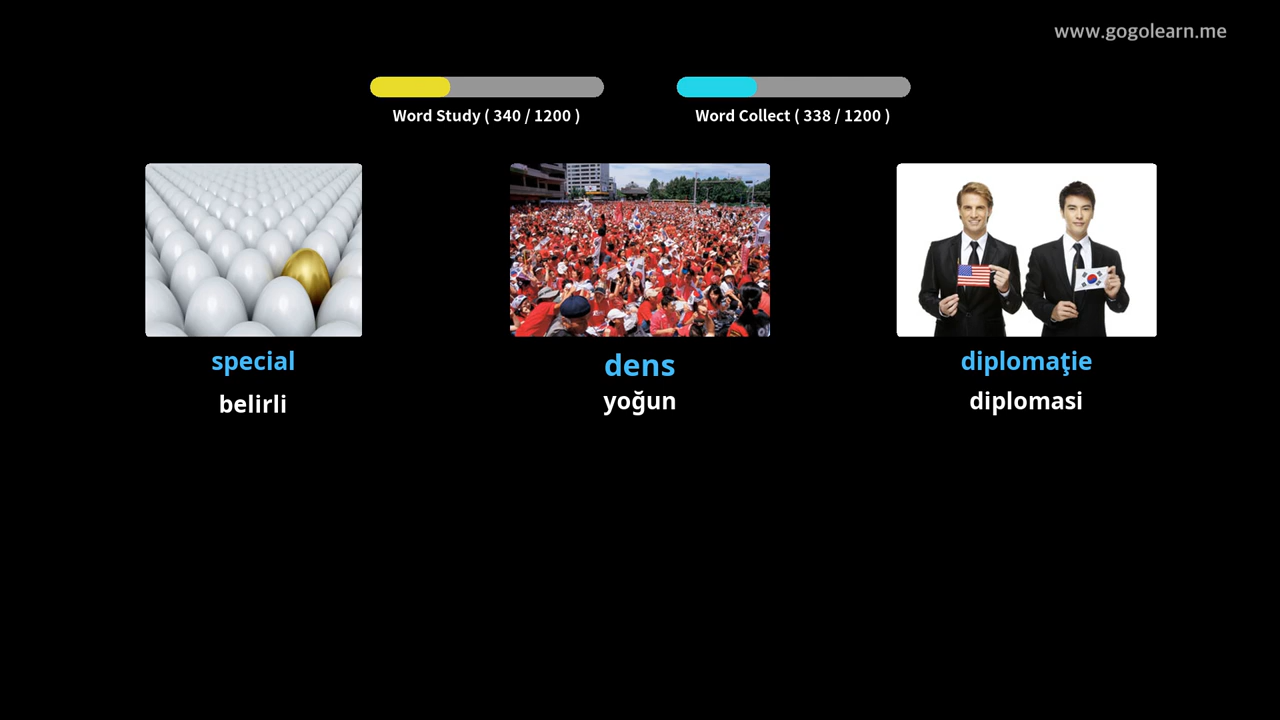 www.gogolearn.me
Word Study ( 340 / 1200 )
Word Collect ( 338 / 1200 )
special
dens
diplomaţie
belirli
yoğun
diplomasi